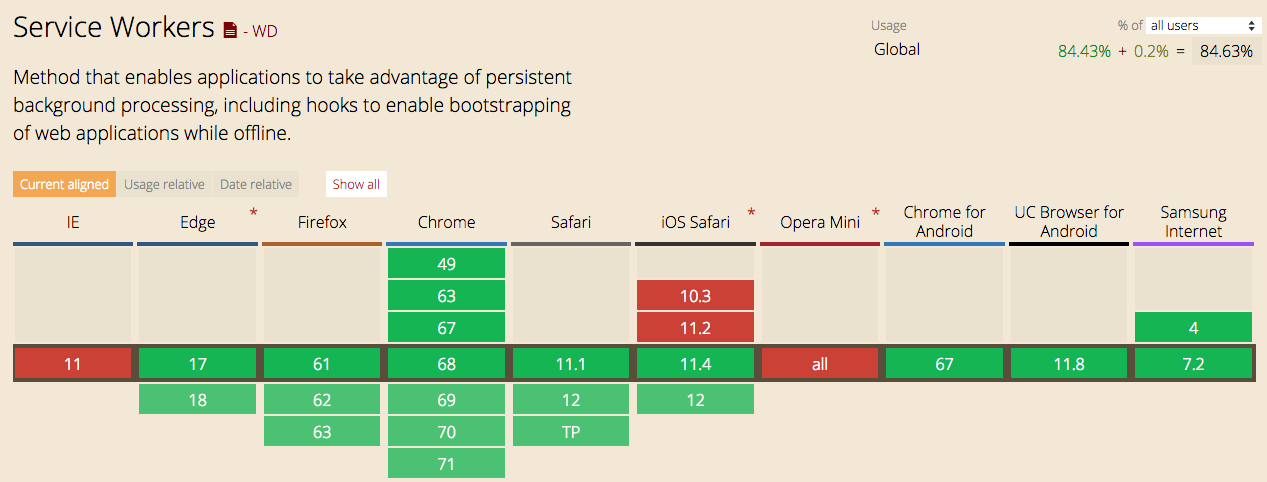 Service Workers - WD
Usage % of all users
Global 84.43% + 0.2% = 84.63%
Method that enables applications to take advantage of persistent
background processing, including hooks to enable bootstrapping
of web applications while offline.
Current aligned Usage relative Date relative Show all
IE Edge * Firefox Chrome Safari iOS Safari * Opera Mini * Chrome for Android UC Browser for Android Samsung Internet
49
63 10.3
67 11.2 4
11 17 61 68 11.1 11.4 all 67 11.8 7.2
18 62 69 12 12
63 70 TP
71